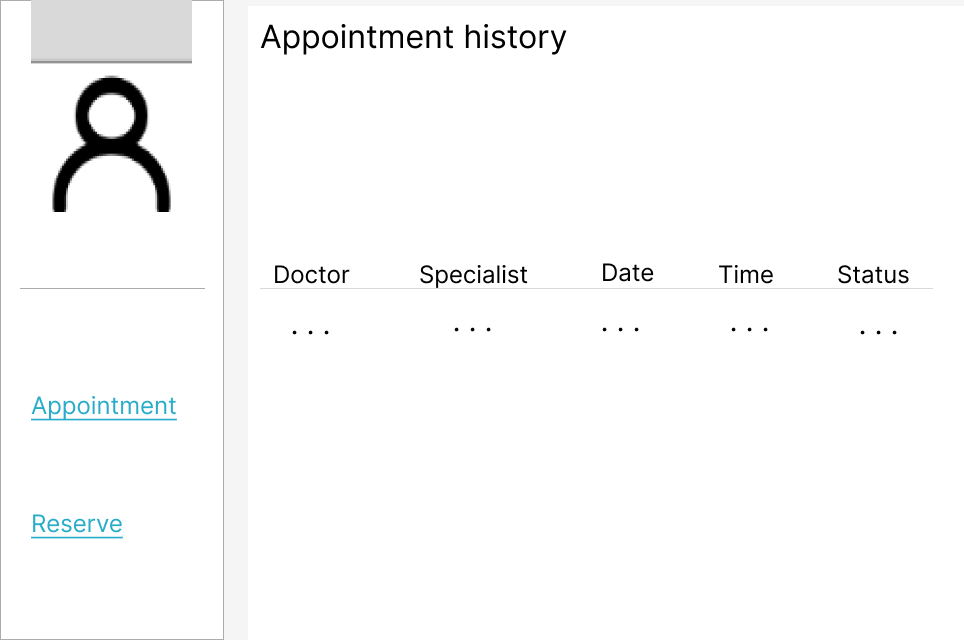 Appointment history
Doctor Specialist Date Time Status
. . . . . . . . . . . . . . .
Appointment
Reserve